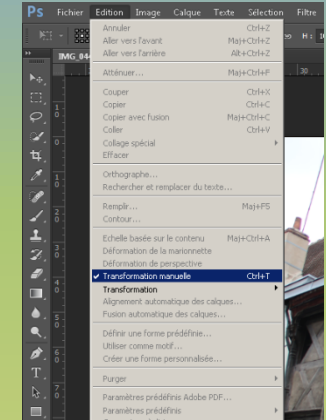 Ps Fichier Edition Image Calque Texte Sélection Filtre
IMG_04
Annuler Ctrl+Z
Aller vers l'avant Maj+Ctrl+Z
Aller vers l'arrière Alt+Ctrl+Z
Atténuer... Maj+Ctrl+F
Couper Ctrl+X
Copier Ctrl+C
Copier avec fusion Maj+Ctrl+C
Coller Ctrl+V
Collage spécial
Effacer
Orthographe...
Rechercher et remplacer du texte...
Remplir... Maj+F5
Contour...
Echelle basée sur le contenu Maj+Ctrl+A
Déformation de la marionnette
Déformation de perspective
Transformation manuelle Ctrl+T
Transformation
Alignement automatique des calques...
Fusion automatique des calques...
Définir une forme prédéfinie...
Utiliser comme motif...
Créer une forme personnalisée...
Purger
Paramètres prédéfinis Adobe PDF...
Paramètres prédéfinis